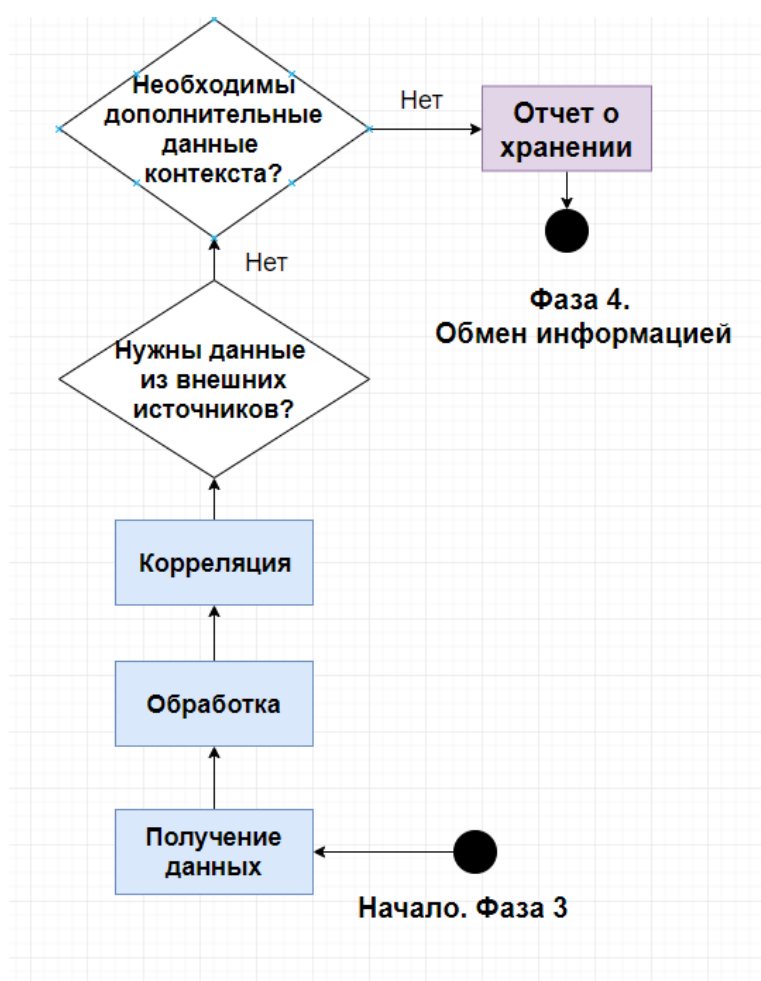 Необходимы
дополнительные
данные
контекста?
Нет
Отчет о
хранении
Фаза 4.
Обмен информацией
Нет
Нужны данные
из внешних
источников?
Корреляция
Обработка
Получение
данных
Начало. Фаза 3